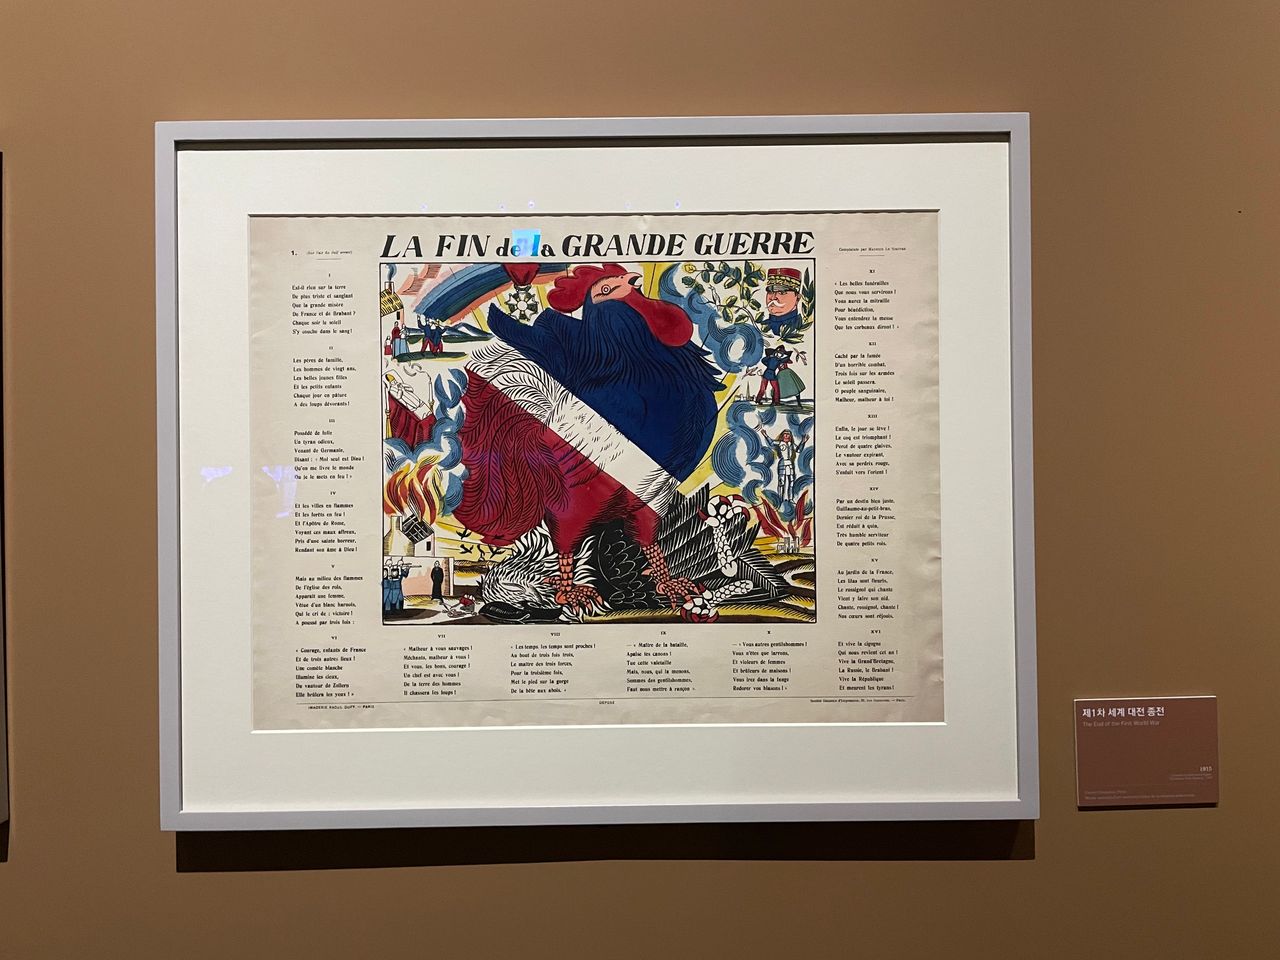 LA FIN de la GRANDE GUERRE
1.
(Sur l'air du Juif errant)
I
Est-il rien sur la terre
De plus triste et sanglant
Que la grande misère
De France et de Brabant ?
Chaque soir le soleil
S'y couche dans le sang !
II
Les pères de famille,
Les hommes de vingt ans,
Les belles jeunes filles
Et les petits enfants
Chaque jour en pâture
A des loups dévorants !
III
Possédé de folie
Un tyran odieux,
Venant de Germanie,
Disant : « Moi seul est Dieu !
Qu'on me livre le monde
Ou je le mets en feu ! »
IV
Et les villes en flammes
Et les forêts en feu !
Et l'Apôtre de Rome,
Voyant ces maux affreux,
Pris d'une sainte horreur,
Rendant son âme à Dieu !
V
Mais au milieu des flammes
De l'église des rois,
Apparaît une femme,
Vêtue d'un blanc harnois,
Qui le cri de : victoire !
A poussé par trois fois :
VI
« Courage, enfants de France
Et de trois autres lieux !
Une comète blanche
Illumine les cieux,
Du vautour de Zollern
Elle brûlera les yeux ! »
VII
« Malheur à vous sauvages !
Méchants, malheur à vous !
Et vous, les bons, courage !
Un chef est avec vous !
De la terre des hommes
Il chassera les loups !
VIII
« Les temps, les temps sont proches !
Au bout de trois fois trois,
Le maître des trois forces,
Pour la troisième fois,
Met le pied sur la gorge
De la bête aux abois. »
IX
— « Maître de la bataille,
Apaise tes canons !
Tue cette valetaille
Mais, nous, qui la menons,
Sommes des gentilshommes,
Faut nous mettre à rançon ».
X
— « Vous autres gentilshommes !
Vous n'êtes que larrons,
Et violeurs de femmes
Et brûleurs de maisons !
Vous irez dans la fange
Redorer vos blasons ! »
Complainte par
XI
« Les belles funérailles
Que nous vous servirons !
Vous aurez la mitraille
Pour bénédiction,
Vous entendrez la messe
Que les corbeaux diront ! »
XII
Caché par la fumée
D'un horrible combat,
Trois fois sur les armées
Le soleil passera.
O peuple sanguinaire,
Malheur, malheur à toi !
XIII
Enfin, le jour se lève !
Le coq est triomphant !
Percé de quatre glaives,
Le vautour expirant,
Avec sa perdrix rouge,
S'enfuit vers l'orient !
XIV
Par un destin bien juste,
Guillaume-au-petit-bras,
Dernier roi de la Prusse,
Est réduit à quia,
Très humble serviteur
De quatre petits rois.
XV
Au jardin de la France,
Les lilas sont fleuris,
Le rossignol qui chante
Vient y faire son nid.
Chante, rossignol, chante !
Nos cœurs sont réjouis,
XVI
Et vive la cigogne
Qui nous revient cet an !
Vive la Grand'Bretagne,
La Russie, le Brabant !
Vive la République
Et meurent les tyrans !
IMAGERIE RAOUL DUFY. — PARIS
DÉPOSÉ
Paris.
제1차 세계 대전 종전
The End of the First World War
1915